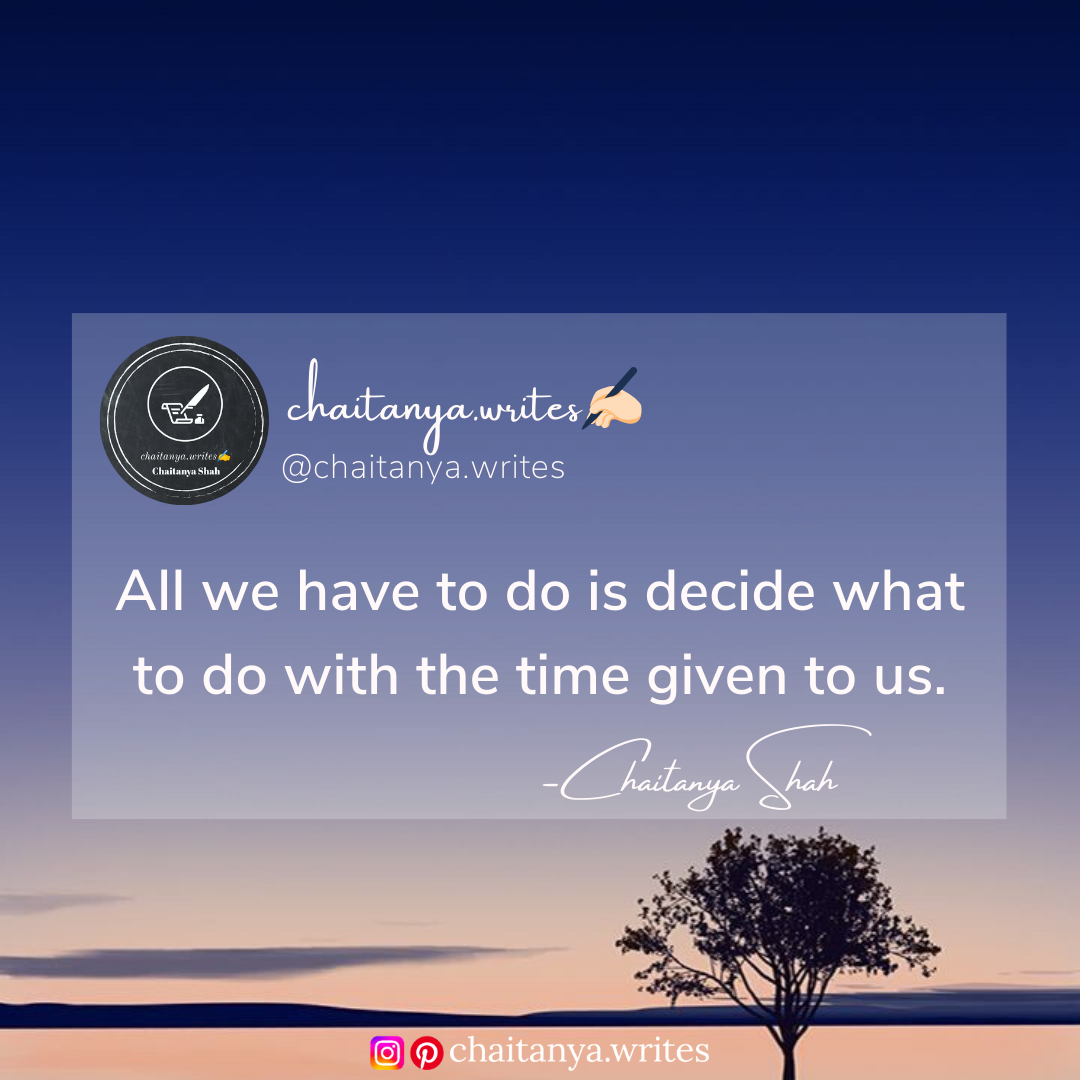 chaitanya.writes✍🏻
chaitanya.writes✍️
Chaitanya Shah
@chaitanya.writes
All we have to do is decide what
to do with the time given to us.
-Chaitanya Shah
chaitanya.writes